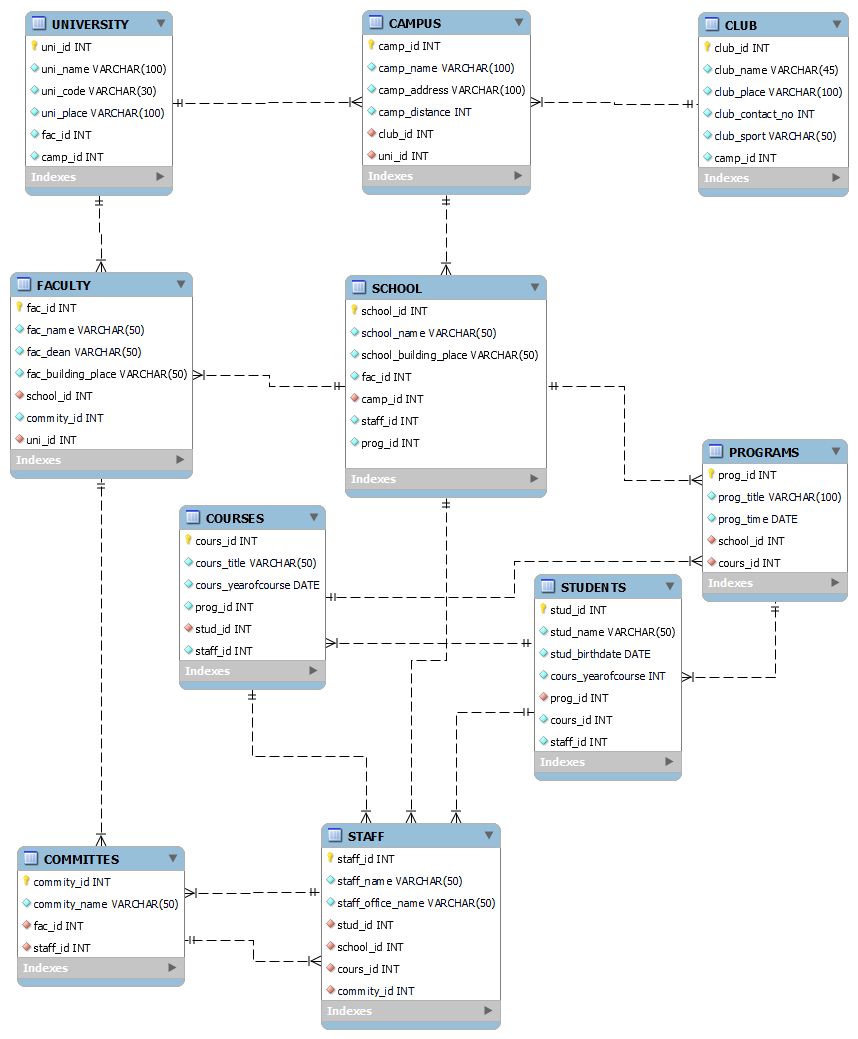 UNIVERSITY
uni_id INT
uni_name VARCHAR(100)
uni_code VARCHAR(30)
uni_place VARCHAR(100)
fac_id INT
camp_id INT
Indexes
CAMPUS
camp_id INT
camp_name VARCHAR(100)
camp_address VARCHAR(100)
camp_distance INT
club_id INT
uni_id INT
Indexes
CLUB
club_id INT
club_name VARCHAR(45)
club_place VARCHAR(100)
club_contact_no INT
club_sport VARCHAR(50)
camp_id INT
Indexes
FACULTY
fac_id INT
fac_name VARCHAR(50)
fac_dean VARCHAR(50)
fac_building_place VARCHAR(50)
school_id INT
commity_id INT
uni_id INT
Indexes
SCHOOL
school_id INT
school_name VARCHAR(50)
school_building_place VARCHAR(50)
fac_id INT
camp_id INT
staff_id INT
prog_id INT
Indexes
PROGRAMS
prog_id INT
prog_title VARCHAR(100)
prog_time DATE
school_id INT
cours_id INT
Indexes
COURSES
cours_id INT
cours_title VARCHAR(50)
cours_yearofcourse DATE
prog_id INT
stud_id INT
staff_id INT
Indexes
STUDENTS
stud_id INT
stud_name VARCHAR(50)
stud_birthdate DATE
cours_yearofcourse INT
prog_id INT
cours_id INT
staff_id INT
Indexes
COMMITTES
commity_id INT
commity_name VARCHAR(50)
fac_id INT
staff_id INT
Indexes
STAFF
staff_id INT
staff_name VARCHAR(50)
staff_office_name VARCHAR(50)
stud_id INT
school_id INT
cours_id INT
commity_id INT
Indexes